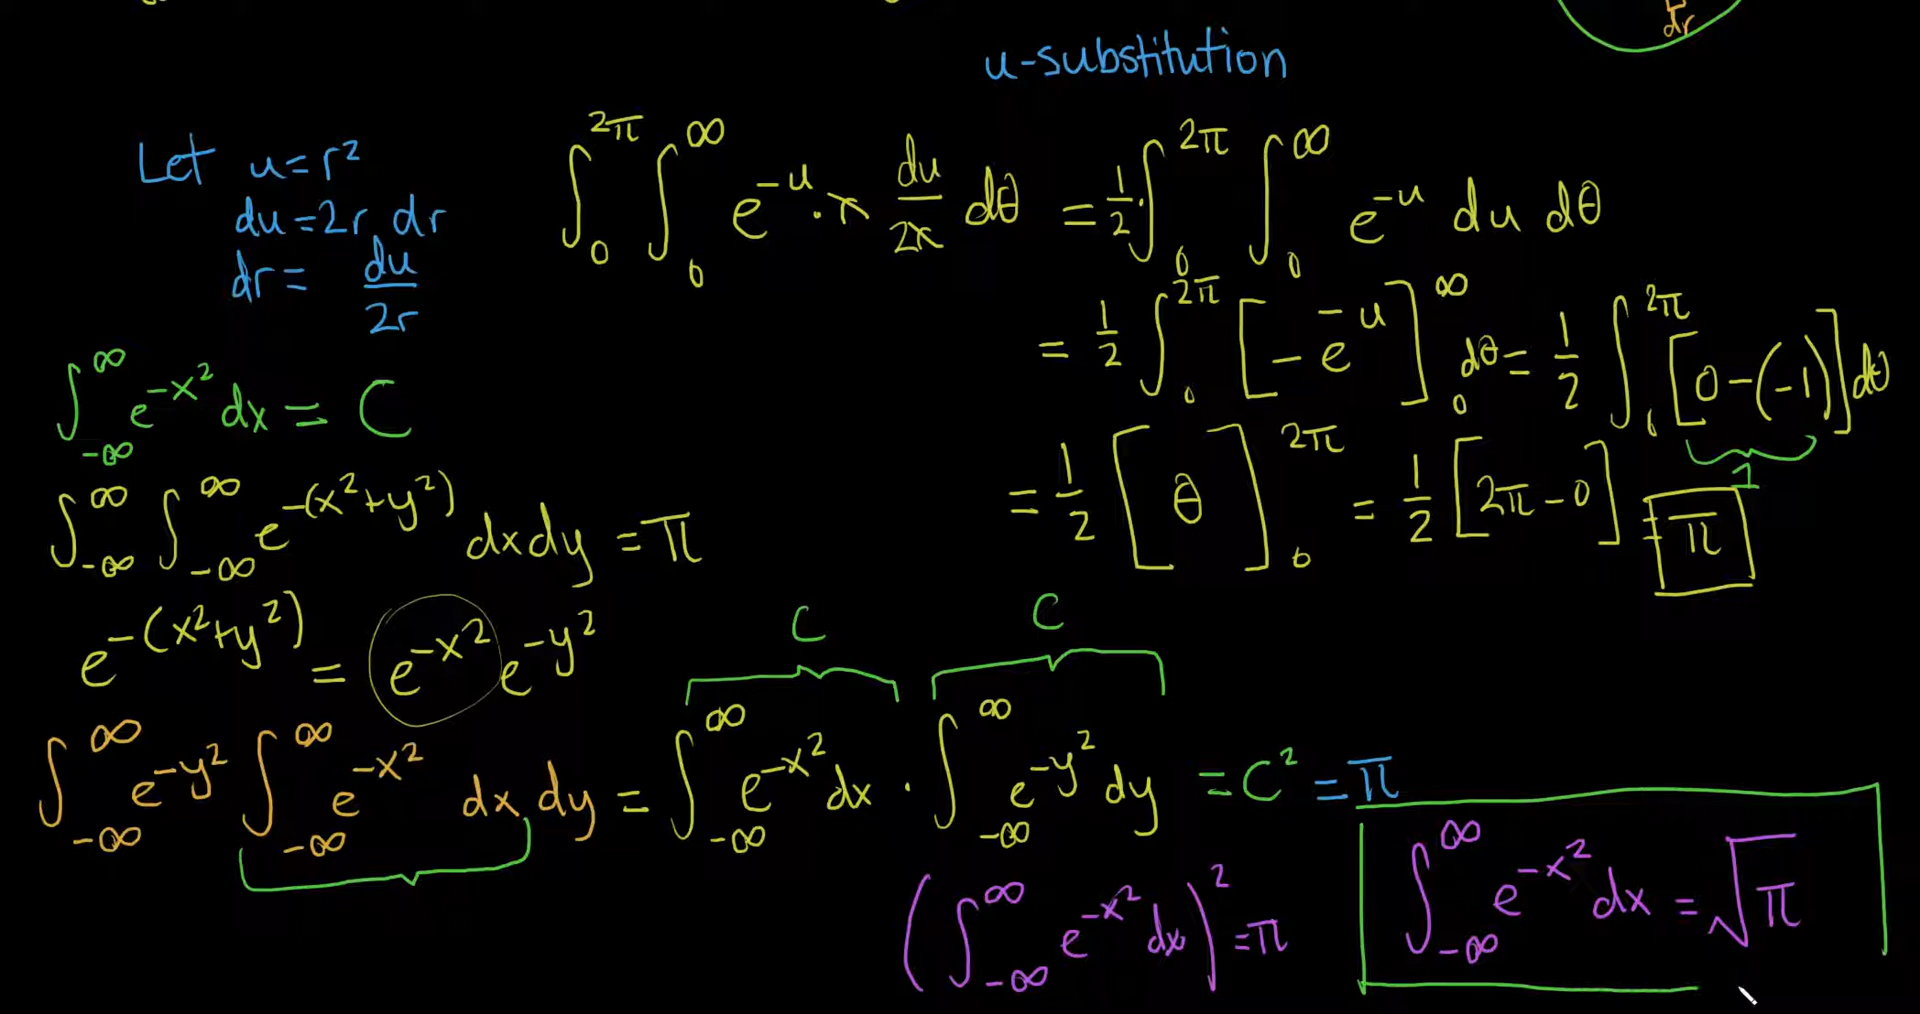 dr
u-substitution
Let u = r²
du = 2r dr
dr = du/2r
∫₀^2π ∫₀^∞ e^-u · r du/2r dθ = 1/2 · ∫₀^2π ∫₀^∞ e^-u du dθ
= 1/2 ∫₀^2π [-e^-u]₀^∞ dθ = 1/2 ∫₀^2π [0-(-1)] dθ
1
= 1/2 [θ]₀^2π = 1/2 [2π-0] = π
∫_-∞^∞ e^-x² dx = C
∫_-∞^∞ ∫_-∞^∞ e^-(x²+y²) dxdy = π
e^-(x²+y²) = e^-x² e^-y²
C C
∫_-∞^∞ e^-y² ∫_-∞^∞ e^-x² dx dy = ∫_-∞^∞ e^-x² dx · ∫_-∞^∞ e^-y² dy = C² = π
(∫_-∞^∞ e^-x² dx)² = π
∫_-∞^∞ e^-x² dx = √π